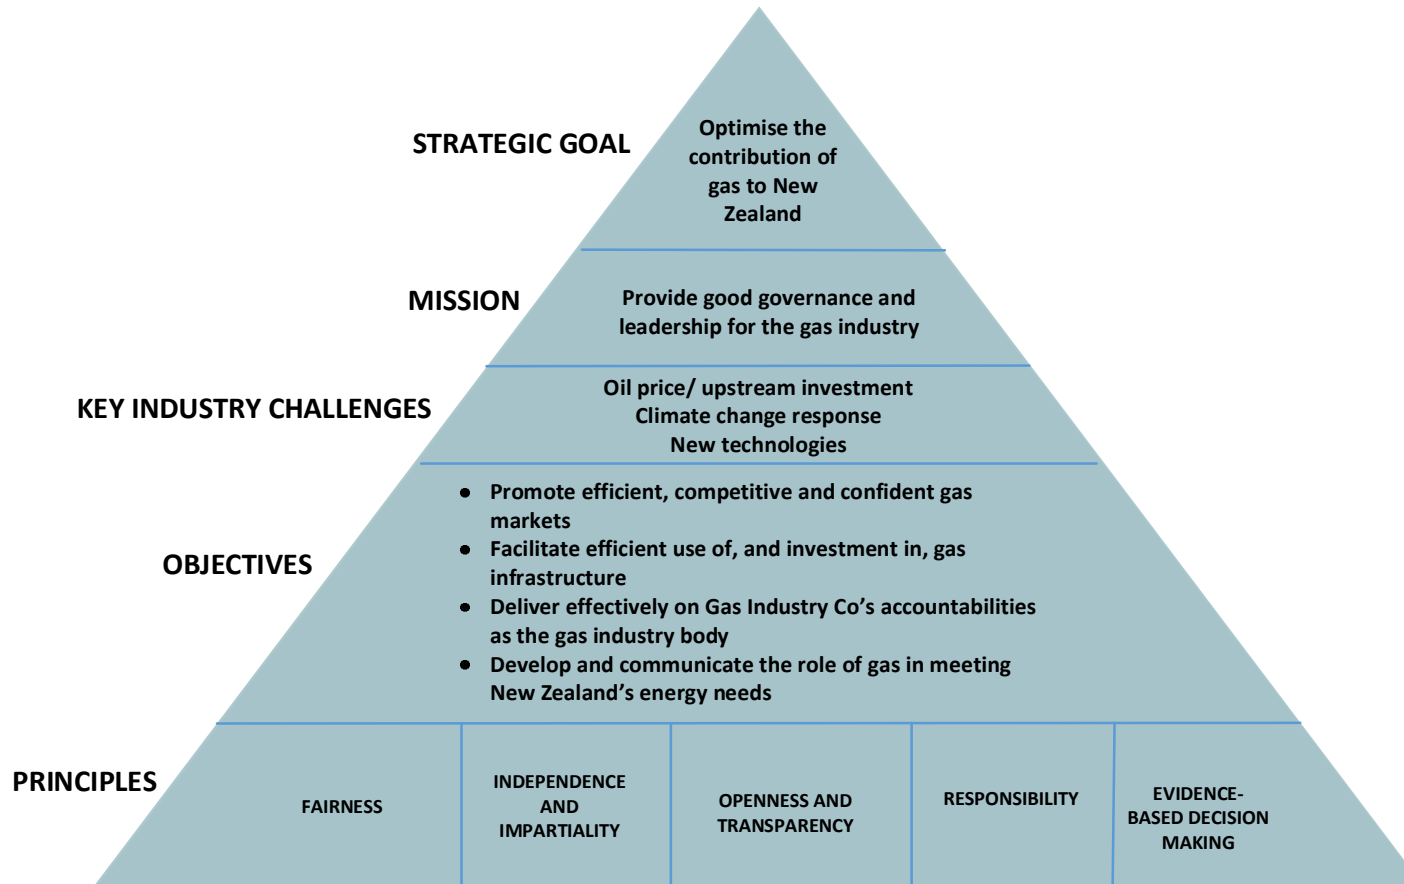 STRATEGIC GOAL
Optimise the
contribution of
gas to New
Zealand
MISSION
Provide good governance and
leadership for the gas industry
KEY INDUSTRY CHALLENGES
Oil price/ upstream investment
Climate change response
New technologies
OBJECTIVES
● Promote efficient, competitive and confident gas
markets
● Facilitate efficient use of, and investment in, gas
infrastructure
● Deliver effectively on Gas Industry Co’s accountabilities
as the gas industry body
● Develop and communicate the role of gas in meeting
New Zealand’s energy needs
PRINCIPLES
FAIRNESS
INDEPENDENCE
AND
IMPARTIALITY
OPENNESS AND
TRANSPARENCY
RESPONSIBILITY
EVIDENCE-
BASED DECISION
MAKING